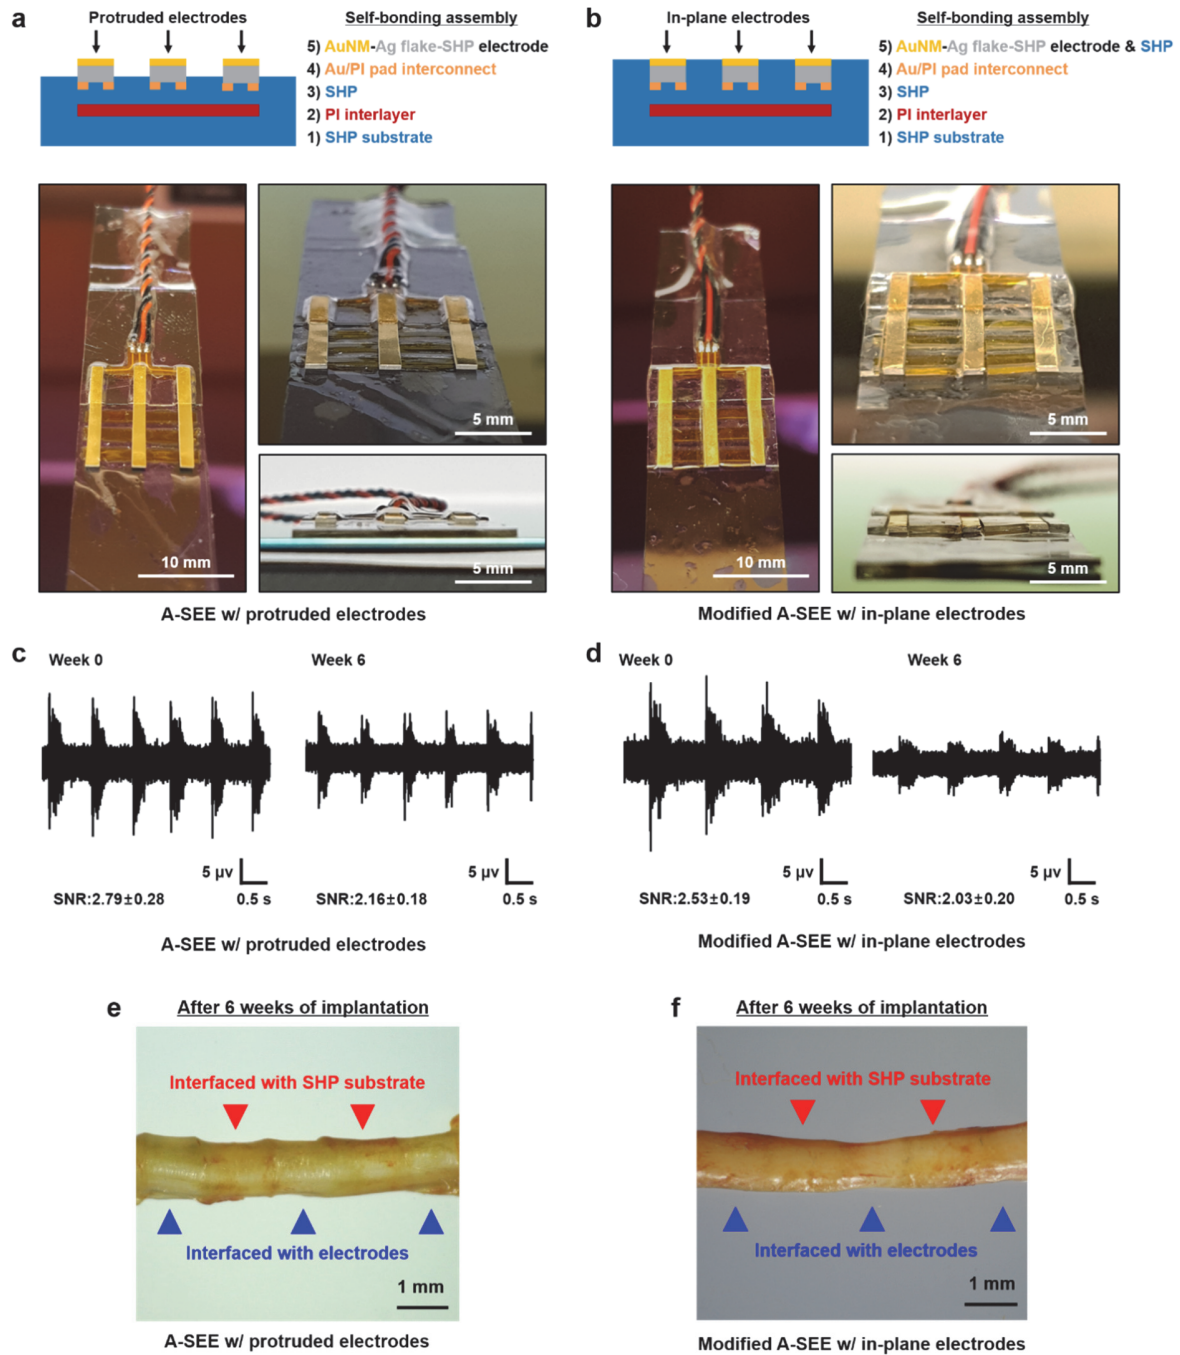 a
Protruded electrodes
Self-bonding assembly
5) AuNM-Ag flake-SHP electrode
4) Au/PI pad interconnect
3) SHP
2) PI interlayer
1) SHP substrate
10 mm
5 mm
5 mm
A-SEE w/ protruded electrodes
b
In-plane electrodes
Self-bonding assembly
5) AuNM-Ag flake-SHP electrode & SHP
4) Au/PI pad interconnect
3) SHP
2) PI interlayer
1) SHP substrate
10 mm
5 mm
5 mm
Modified A-SEE w/ in-plane electrodes
c
Week 0
Week 6
5 μv
0.5 s
SNR:2.79±0.28
5 μv
0.5 s
SNR:2.16±0.18
A-SEE w/ protruded electrodes
d
Week 0
Week 6
5 μv
0.5 s
SNR:2.53±0.19
5 μv
0.5 s
SNR:2.03±0.20
Modified A-SEE w/ in-plane electrodes
e
After 6 weeks of implantation
Interfaced with SHP substrate
Interfaced with electrodes
1 mm
A-SEE w/ protruded electrodes
f
After 6 weeks of implantation
Interfaced with SHP substrate
Interfaced with electrodes
1 mm
Modified A-SEE w/ in-plane electrodes